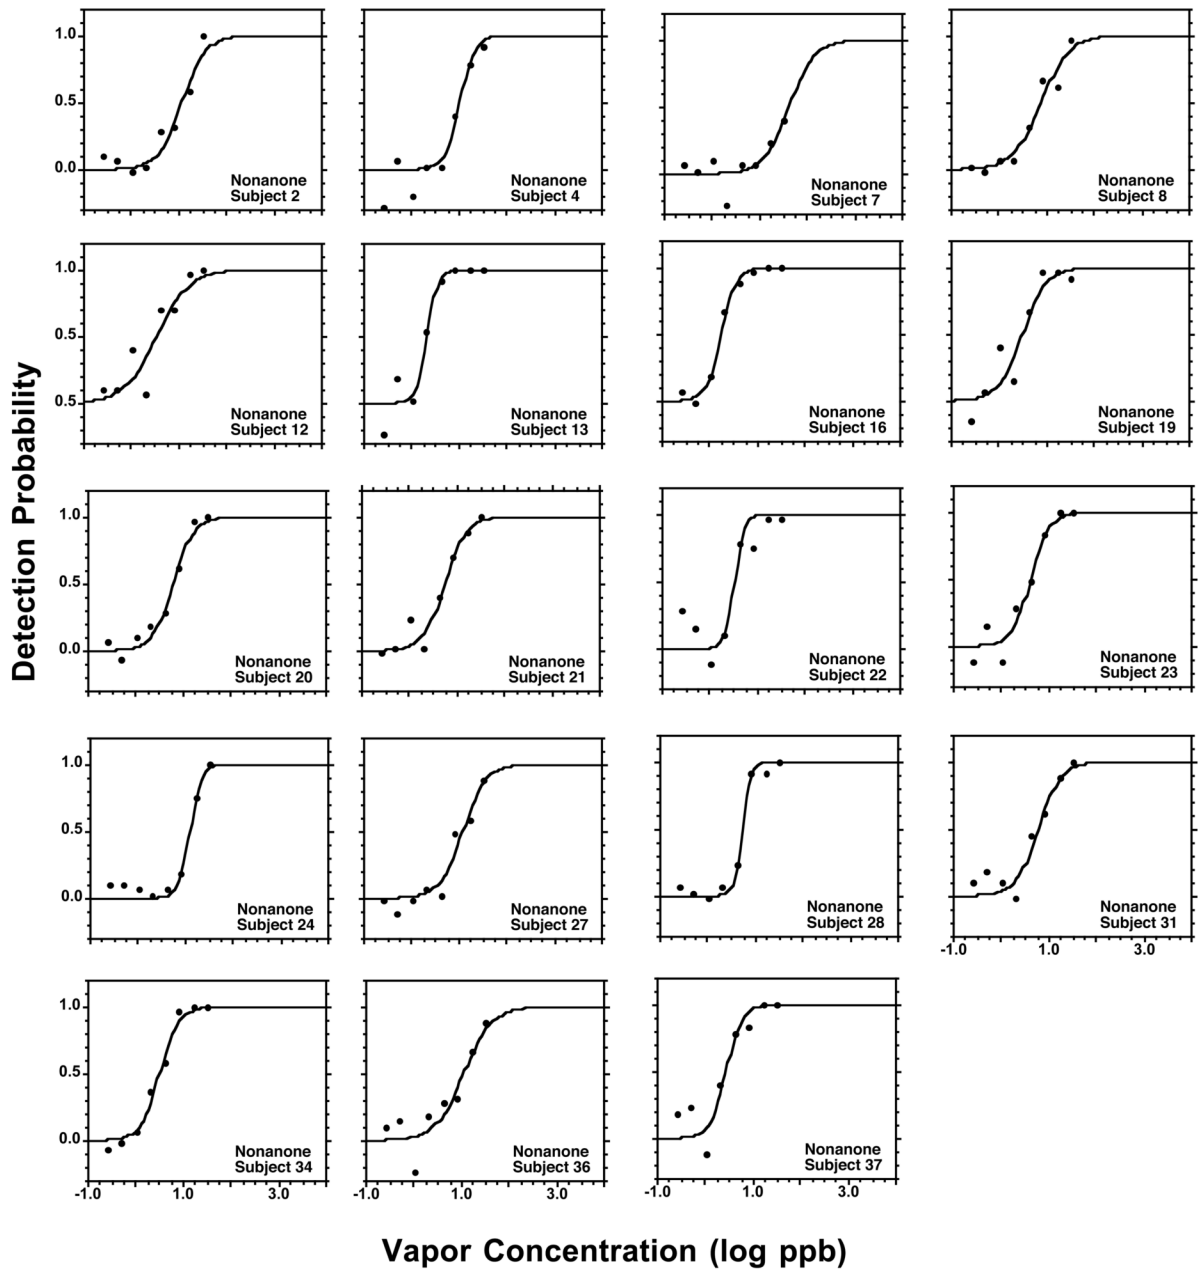 Detection Probability
1.0
0.5
0.0
Nonanone
Subject 2
Nonanone
Subject 4
Nonanone
Subject 7
Nonanone
Subject 8
1.0
0.5
0.5
Nonanone
Subject 12
Nonanone
Subject 13
Nonanone
Subject 16
Nonanone
Subject 19
1.0
0.5
0.0
Nonanone
Subject 20
Nonanone
Subject 21
Nonanone
Subject 22
Nonanone
Subject 23
1.0
0.5
0.0
Nonanone
Subject 24
Nonanone
Subject 27
Nonanone
Subject 28
Nonanone
Subject 31
-1.0 1.0 3.0
1.0
0.5
0.0
Nonanone
Subject 34
Nonanone
Subject 36
Nonanone
Subject 37
-1.0 1.0 3.0
-1.0 1.0 3.0
-1.0 1.0 3.0
Vapor Concentration (log ppb)